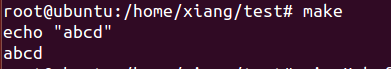 root@ubuntu:/home/xiang/test# make
echo "abcd"
abcd